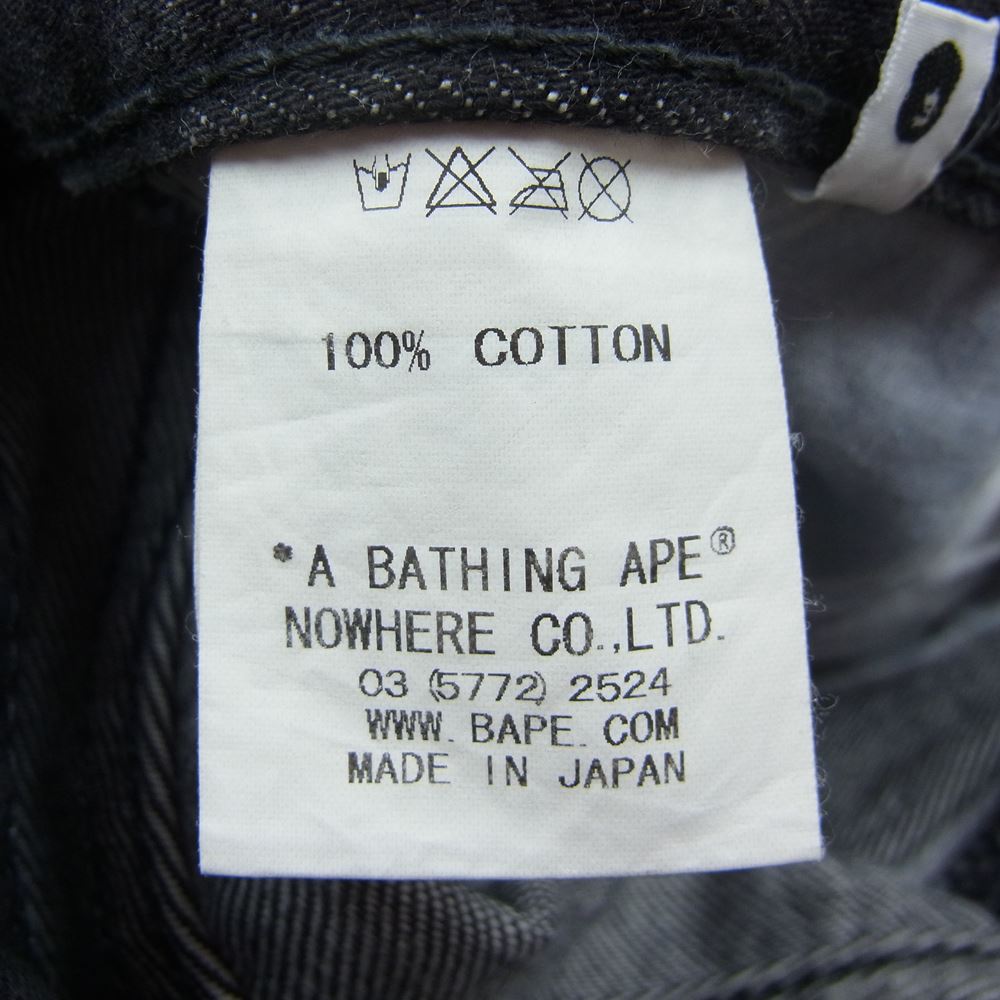 100% COTTON
*A BATHING APE®
NOWHERE CO.,LTD.
03 (5772) 2524
WWW. BAPE. COM
MADE IN JAPAN